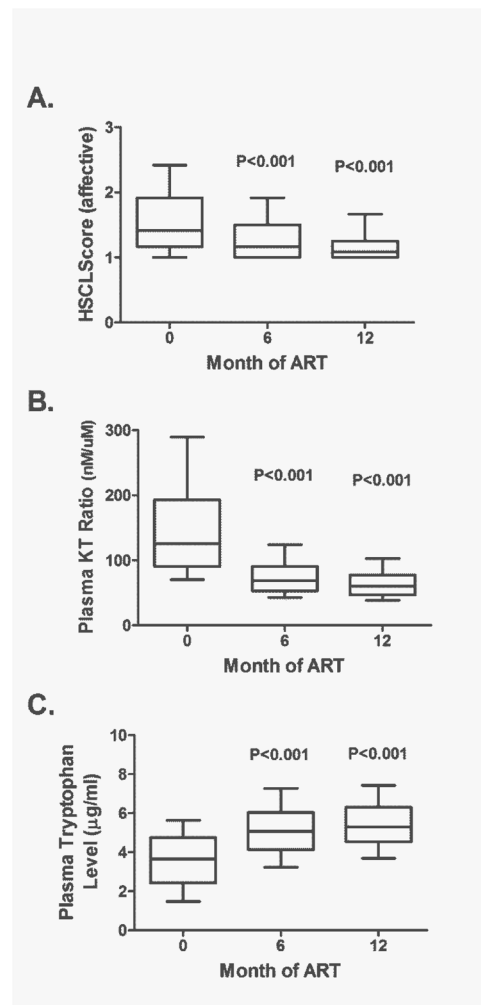 A.
HSCLScore (affective)
3
2
1
0
P<0.001
P<0.001
0
6
12
Month of ART
B.
Plasma KT Ratio (nM/uM)
300
200
100
0
P<0.001
P<0.001
0
6
12
Month of ART
C.
Plasma Tryptophan
Level (μg/ml)
10
8
6
4
2
0
P<0.001
P<0.001
0
6
12
Month of ART